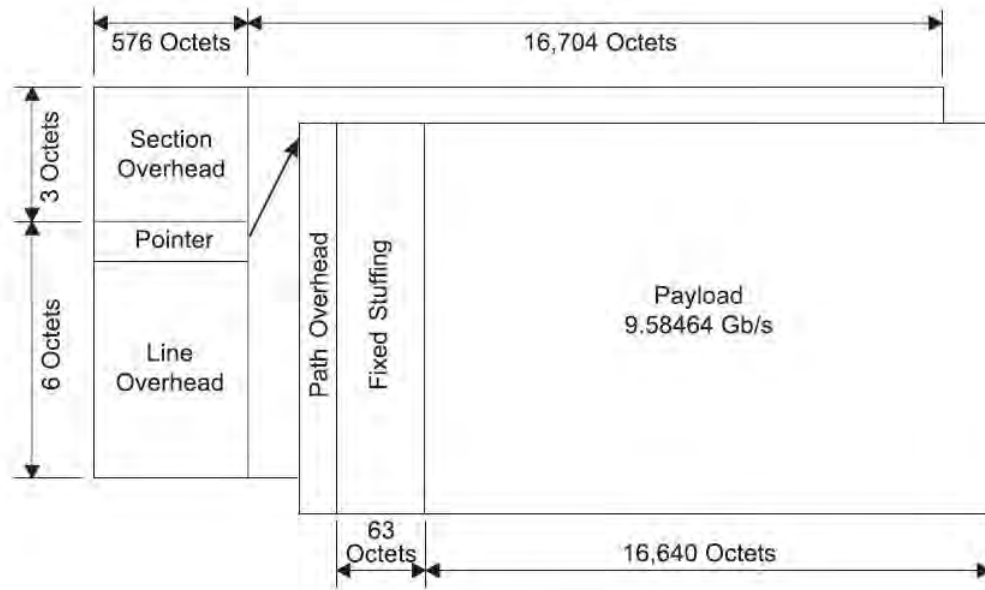 576 Octets
16,704 Octets
3 Octets
Section
Overhead
Pointer
6 Octets
Line
Overhead
Path Overhead
Fixed Stuffing
Payload
9.58464 Gb/s
63
Octets
16,640 Octets